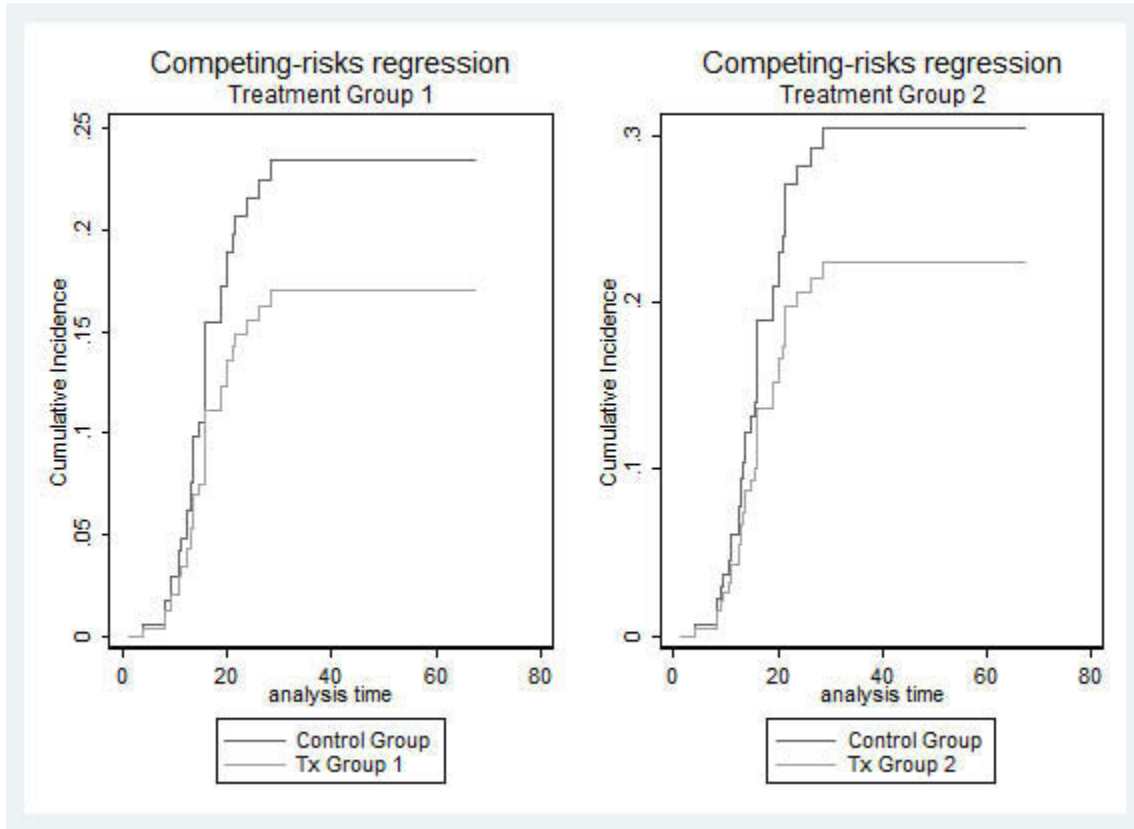 Competing-risks regression
Treatment Group 1
Cumulative Incidence
.25
.2
.15
.1
.05
0
0 20 40 60 80
analysis time
Control Group
Tx Group 1
Competing-risks regression
Treatment Group 2
Cumulative Incidence
.3
.2
.1
0
0 20 40 60 80
analysis time
Control Group
Tx Group 2